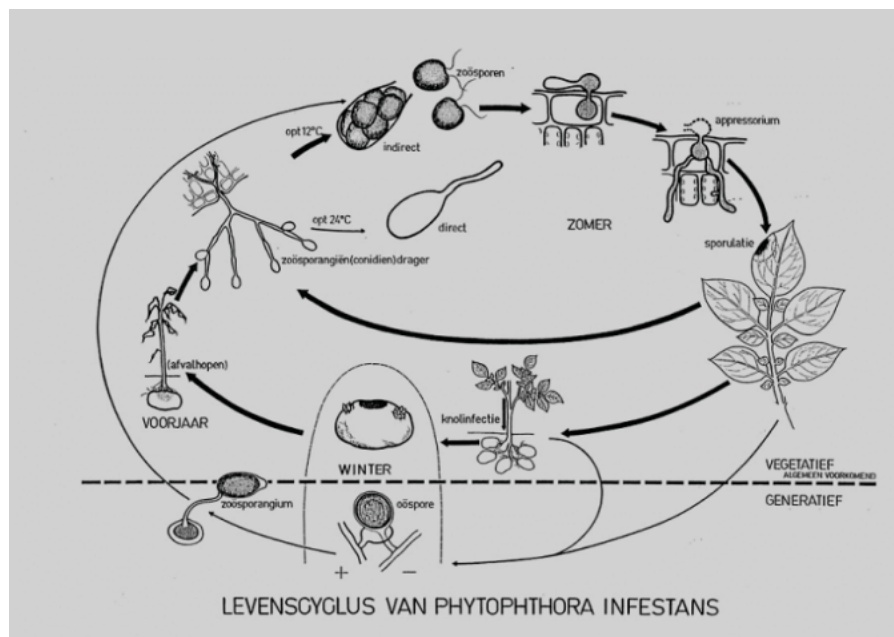 zoösporen
opt 12°C
indirect
appressorium
opt 24°C
direct
ZOMER
sporulatie
zoösporangiën(conidien)drager
(afvalhopen)
knolinfectie
VOORJAAR
WINTER
VEGETATIEF
ALGEMEEN VOORKOMEND
GENERATIEF
zoösporangium
oöspore
+ −
LEVENSCYCLUS VAN PHYTOPHTHORA INFESTANS